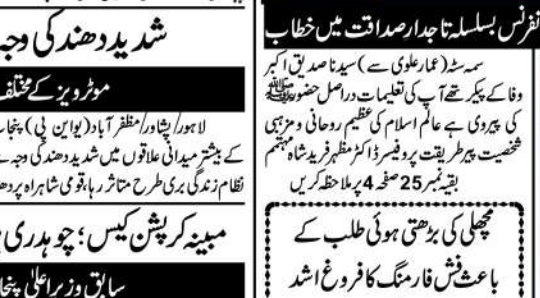 نفرنس بسلسلہ تاجدار صداقت میں خطاب
سمہ سٹہ (عمار علوی سے) سیدنا صدیق اکبر
وفا کے پیکر تھے آپ کی تعلیمات دراصل حضور ﷺ
کی پیروی ہے عالم اسلام کی عظیم روحانی و مذہبی
شخصیت پیر طریقت پروفیسر ڈاکٹر مظہر فرید شاہ مہتمم
بقیہ نمبر 25 صفحہ 4 پر ملاحظہ کریں
مچھلی کی بڑھتی ہوئی طلب کے
باعث فش فارمنگ کا فروغ اشد
شدید دھند کی وجہ
موٹرویز کے مختلف
لاہور/ پشاور/ مظفر آباد (یو این پی) پنجا
کے بیشتر میدانی علاقوں میں شدید دھند کی وجہ سے
نظام زندگی بری طرح متاثر رہا، قومی شاہراہ پر دھ
مبینہ کرپشن کیس؛ چوہدری
سابق وزیراعلیٰ پنجا